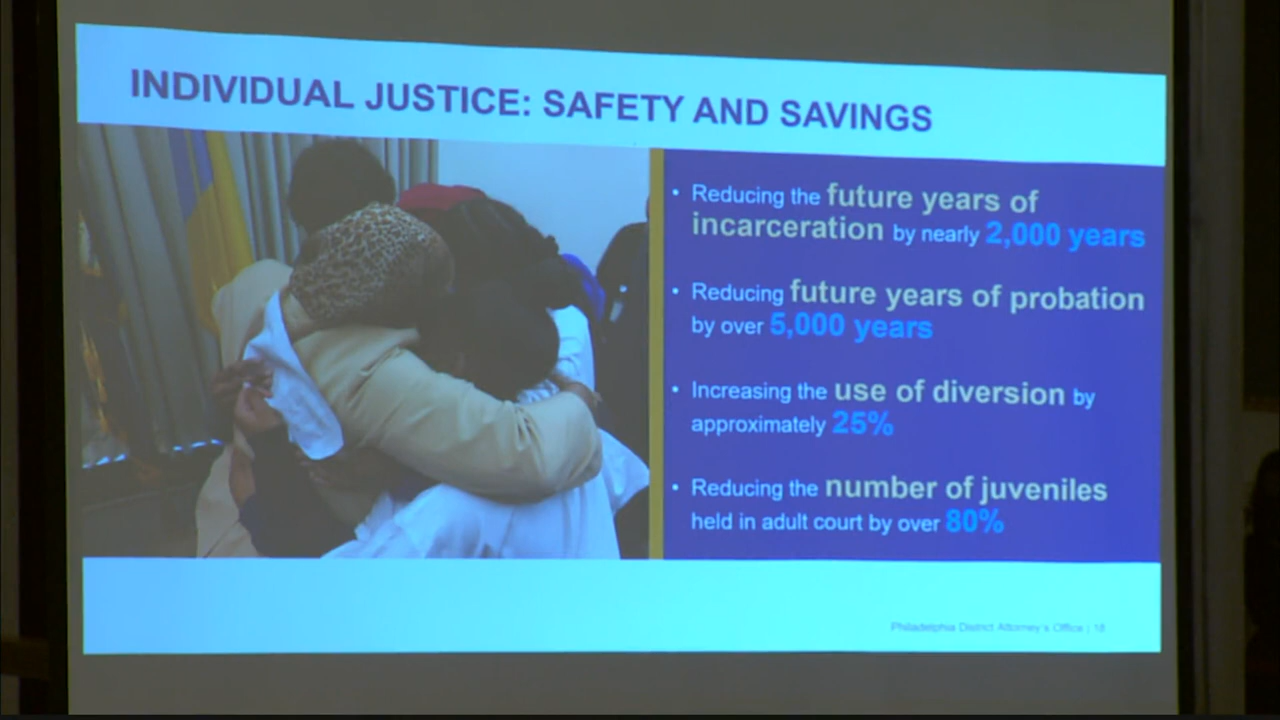 INDIVIDUAL JUSTICE: SAFETY AND SAVINGS
• Reducing the future years of
incarceration by nearly 2,000 years
• Reducing future years of probation
by over 5,000 years
• Increasing the use of diversion by
approximately 25%
• Reducing the number of juveniles
held in adult court by over 80%
Philadelphia District Attorney's Office | 18